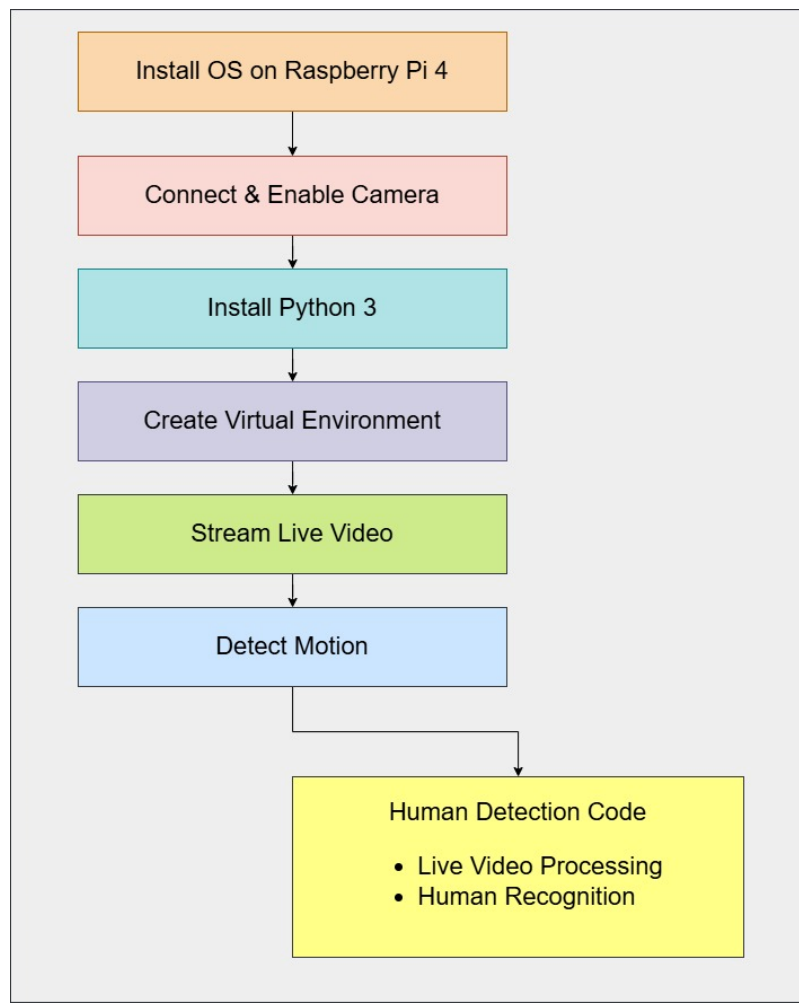 Install OS on Raspberry Pi 4
Connect & Enable Camera
Install Python 3
Create Virtual Environment
Stream Live Video
Detect Motion
Human Detection Code
• Live Video Processing
• Human Recognition